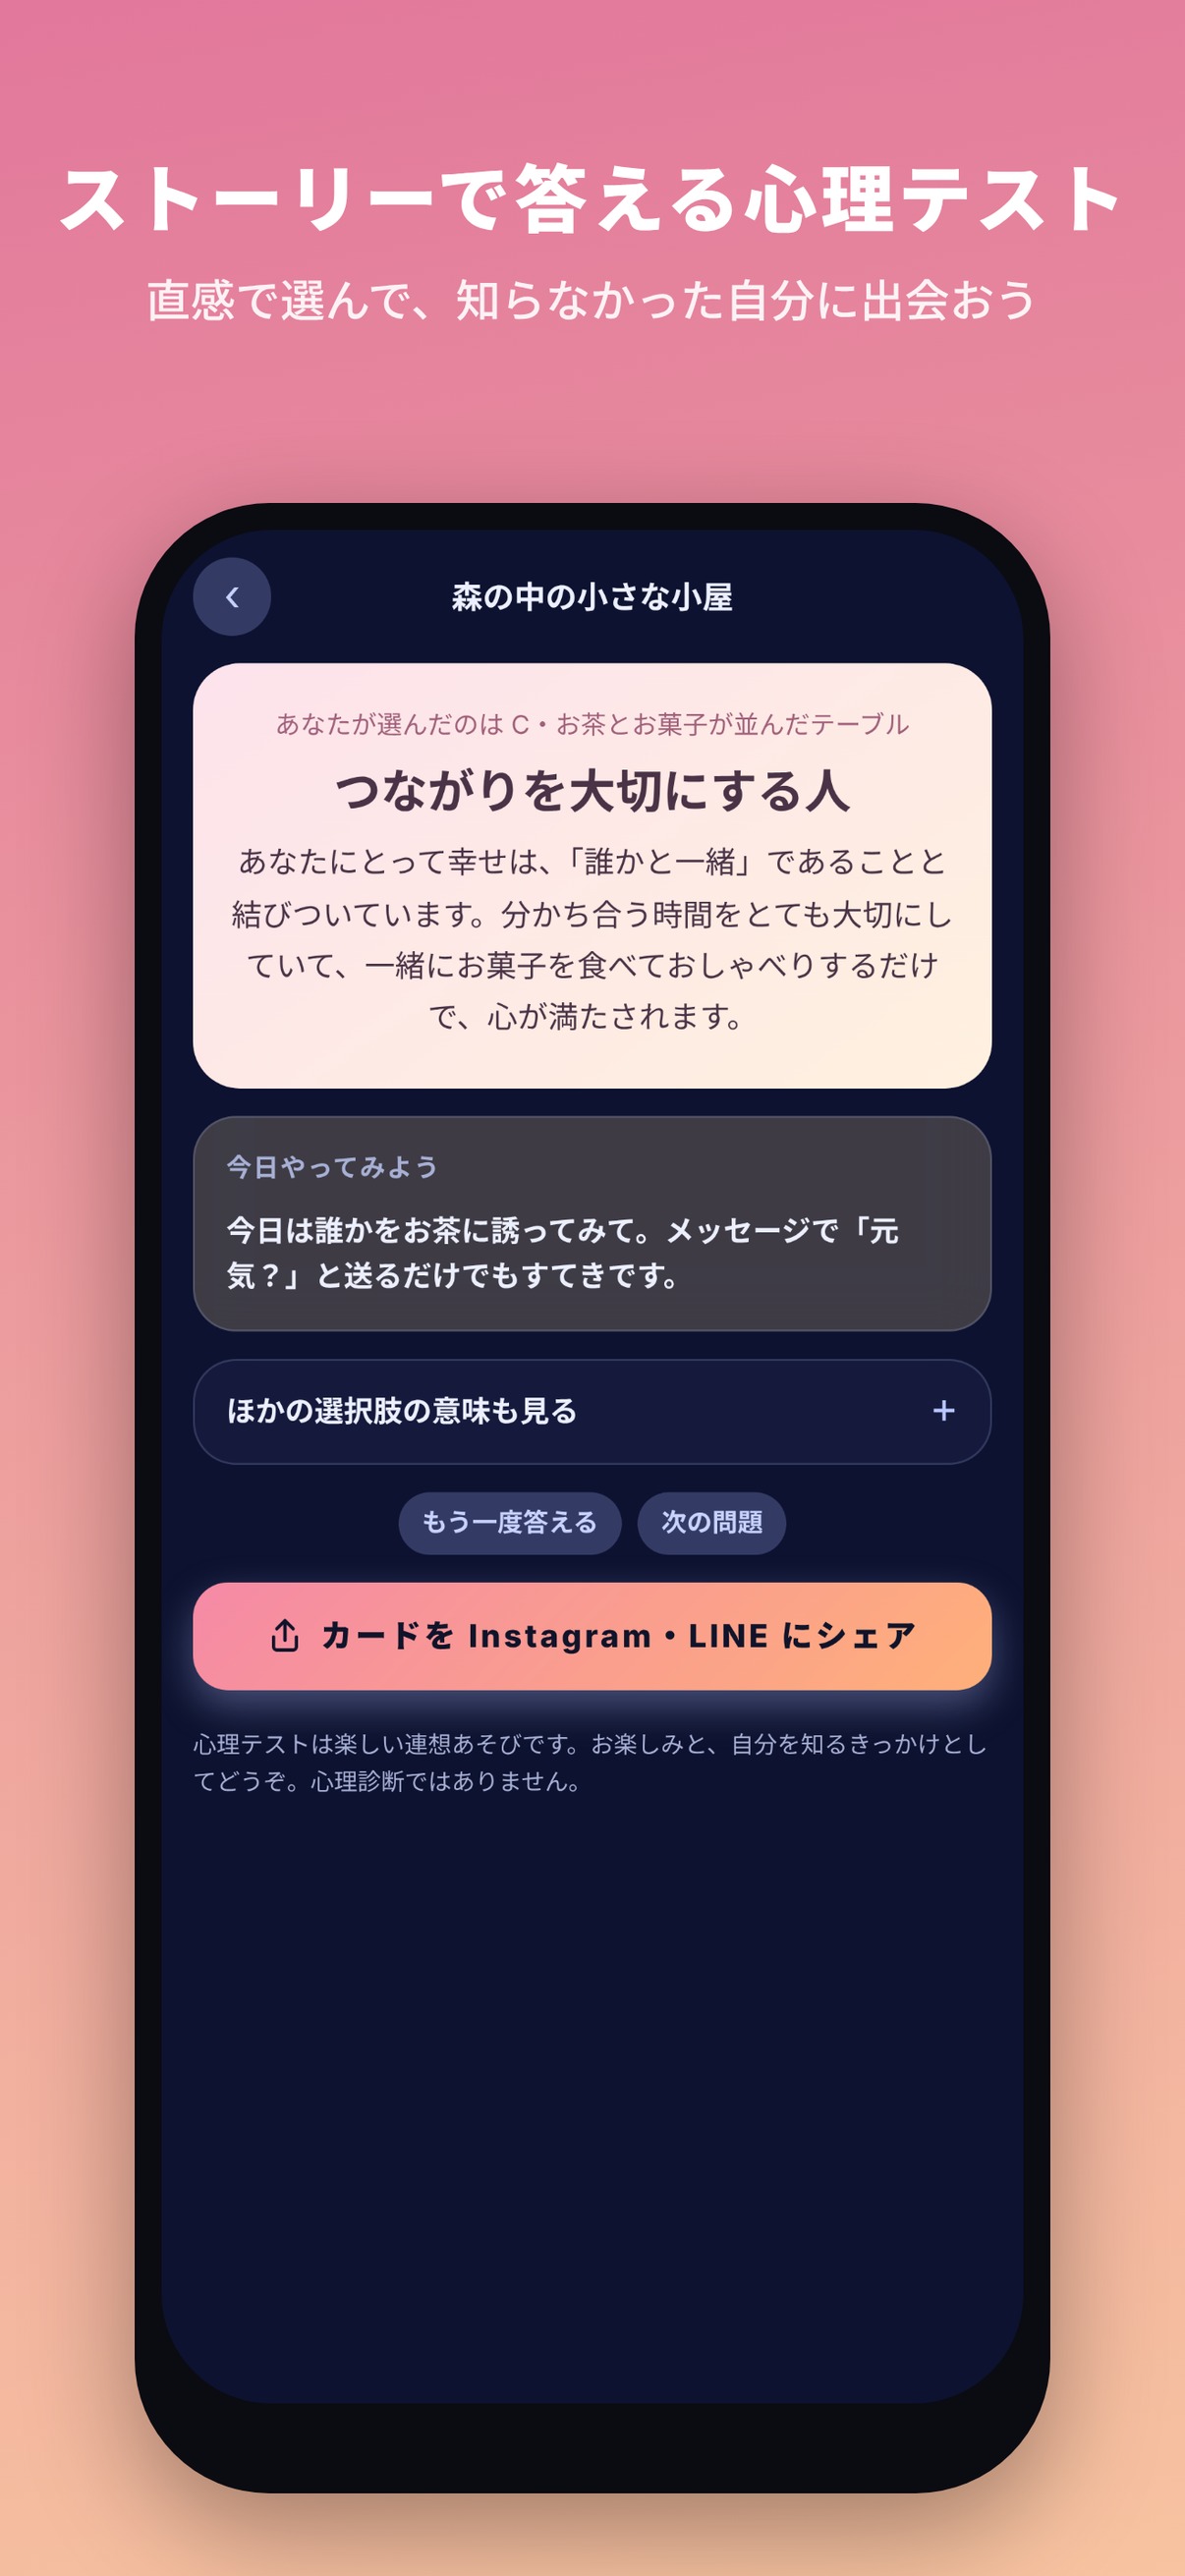 ストーリーで答える心理テスト
直感で選んで、知らなかった自分に出会おう
森の中の小さな小屋
あなたが選んだのは C・お茶とお菓子が並んだテーブル
つながりを大切にする人
あなたにとって幸せは、「誰かと一緒」であることと
結びついています。分かち合う時間をとても大切にし
ていて、一緒にお菓子を食べておしゃべりするだけ
で、心が満たされます。
今日やってみよう
今日は誰かをお茶に誘ってみて。メッセージで「元
気？」と送るだけでもすてきです。
ほかの選択肢の意味も見る
もう一度答える 次の問題
カードを Instagram・LINE にシェア
心理テストは楽しい連想あそびです。お楽しみと、自分を知るきっかけとし
てどうぞ。心理診断ではありません。